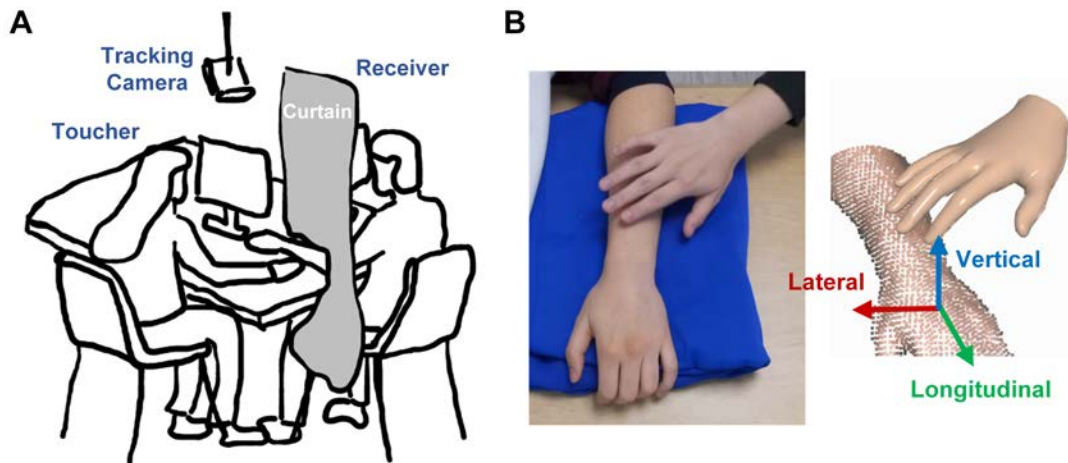 A
Tracking
Camera
Receiver
Curtain
Toucher
B
Vertical
Lateral
Longitudinal